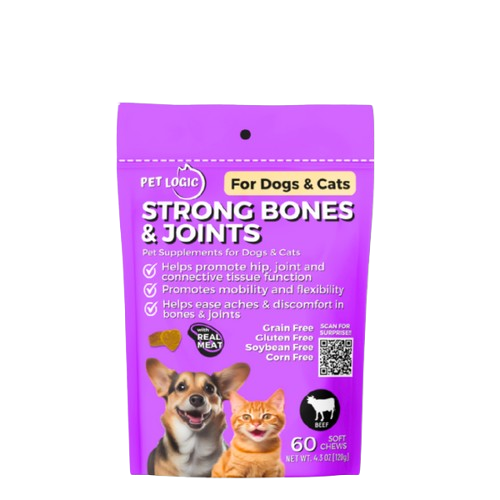 PET LOGIC
For Dogs & Cats
STRONG BONES
& JOINTS
Pet Supplements for Dogs & Cats
Helps promote hip, joint and
connective tissue function
Promotes mobility and flexibility
Helps ease aches & discomfort in
bones & joints
with
REAL
MEAT
Grain Free
Gluten Free
Soybean Free
Corn Free
SCAN FOR
SURPRISE!
BEEF
60 SOFT
CHEWS
NET WT. 4.3 OZ (120g)